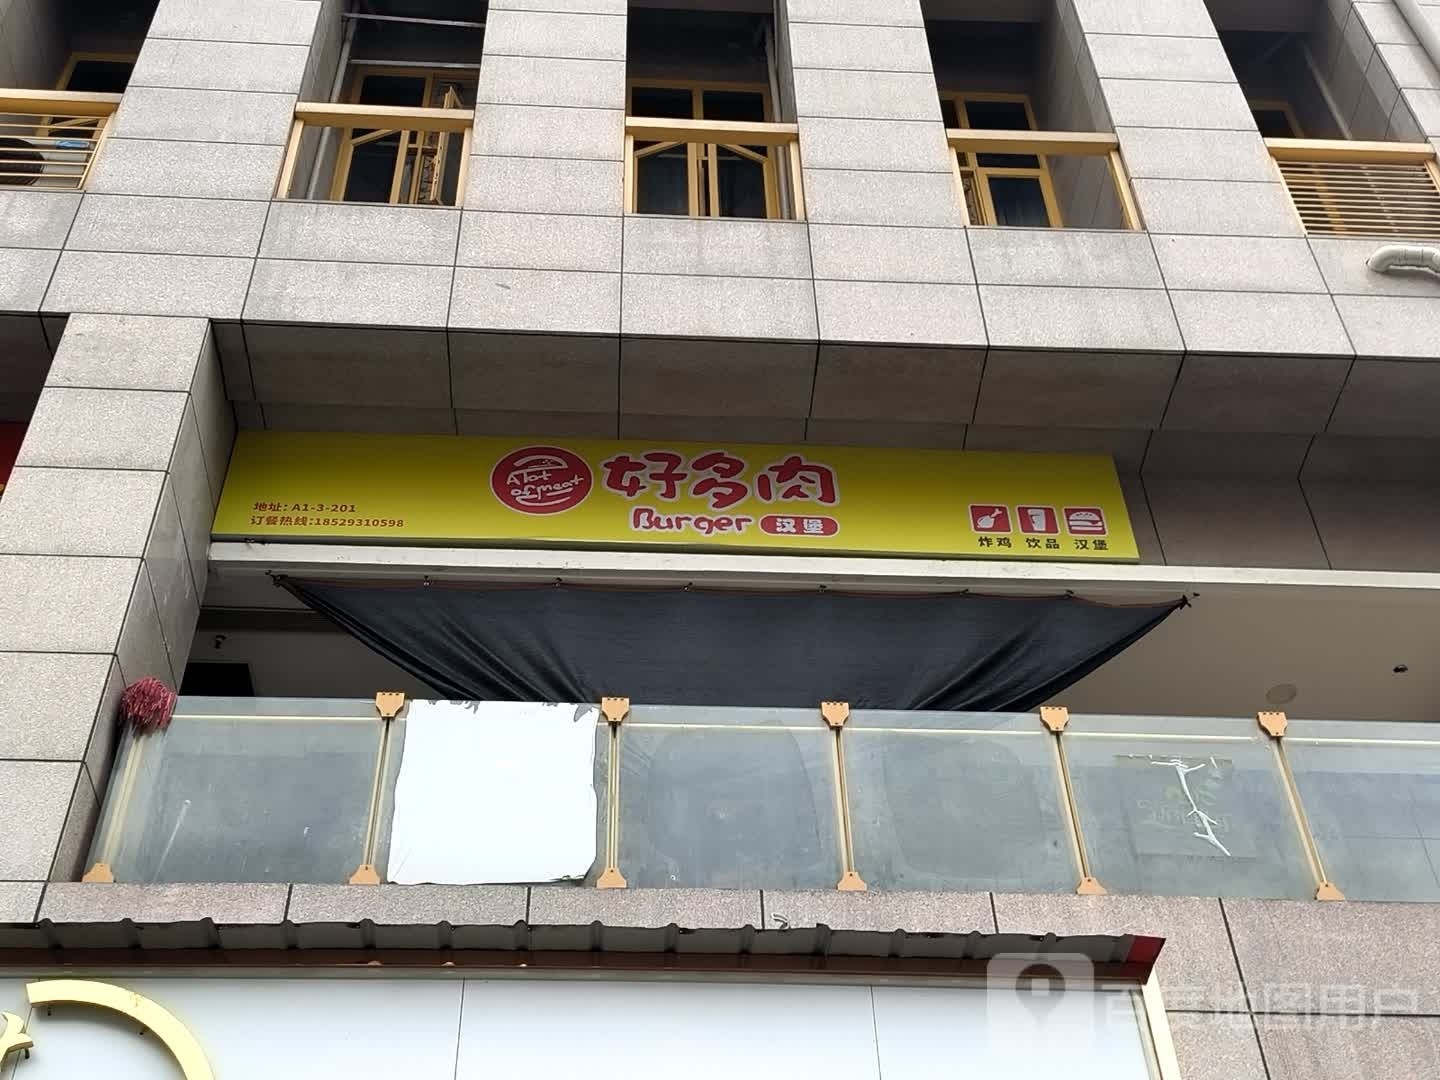 A lot
of meat
好多肉
Burger 汉堡
地址：A1-3-201
订餐热线：18529310598
炸鸡 饮品 汉堡
百度地图用户